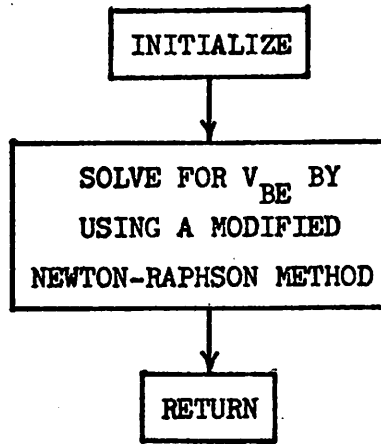 INITIALIZE
SOLVE FOR V_BE BY
USING A MODIFIED
NEWTON-RAPHSON METHOD
RETURN